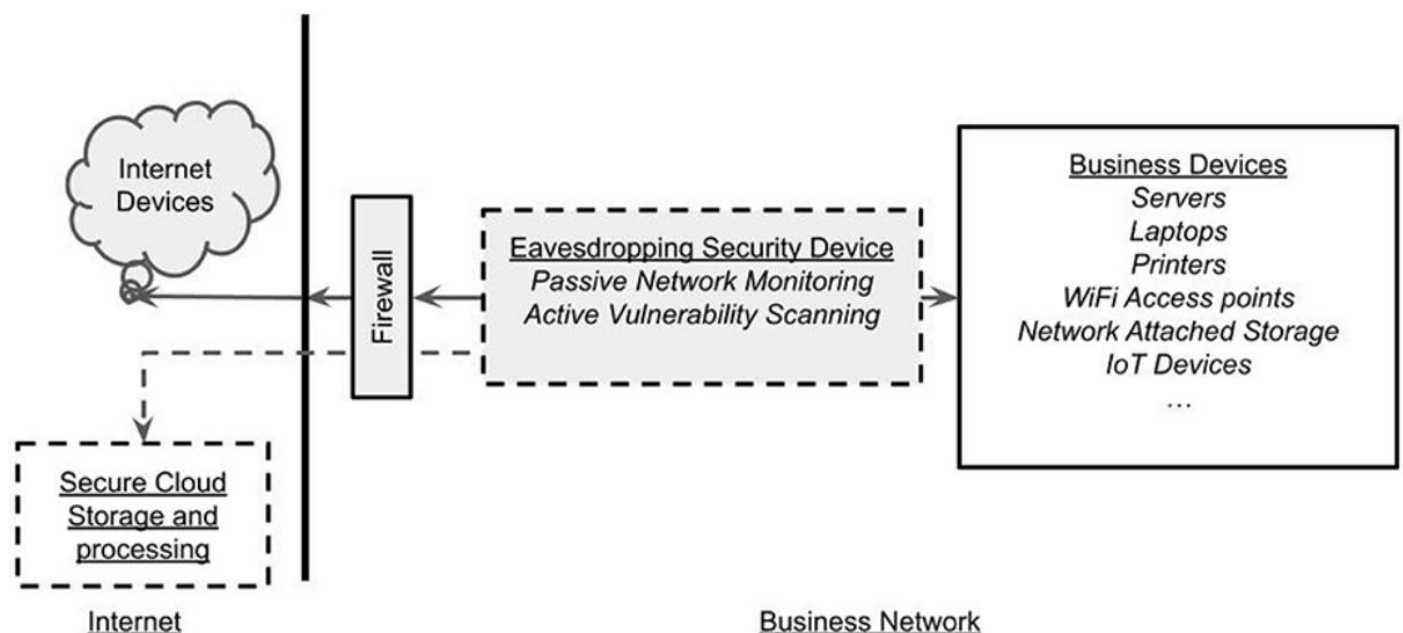 Internet
Devices
Firewall
Eavesdropping Security Device
Passive Network Monitoring
Active Vulnerability Scanning
Business Devices
Servers
Laptops
Printers
WiFi Access points
Network Attached Storage
IoT Devices
...
Secure Cloud
Storage and
processing
Internet
Business Network